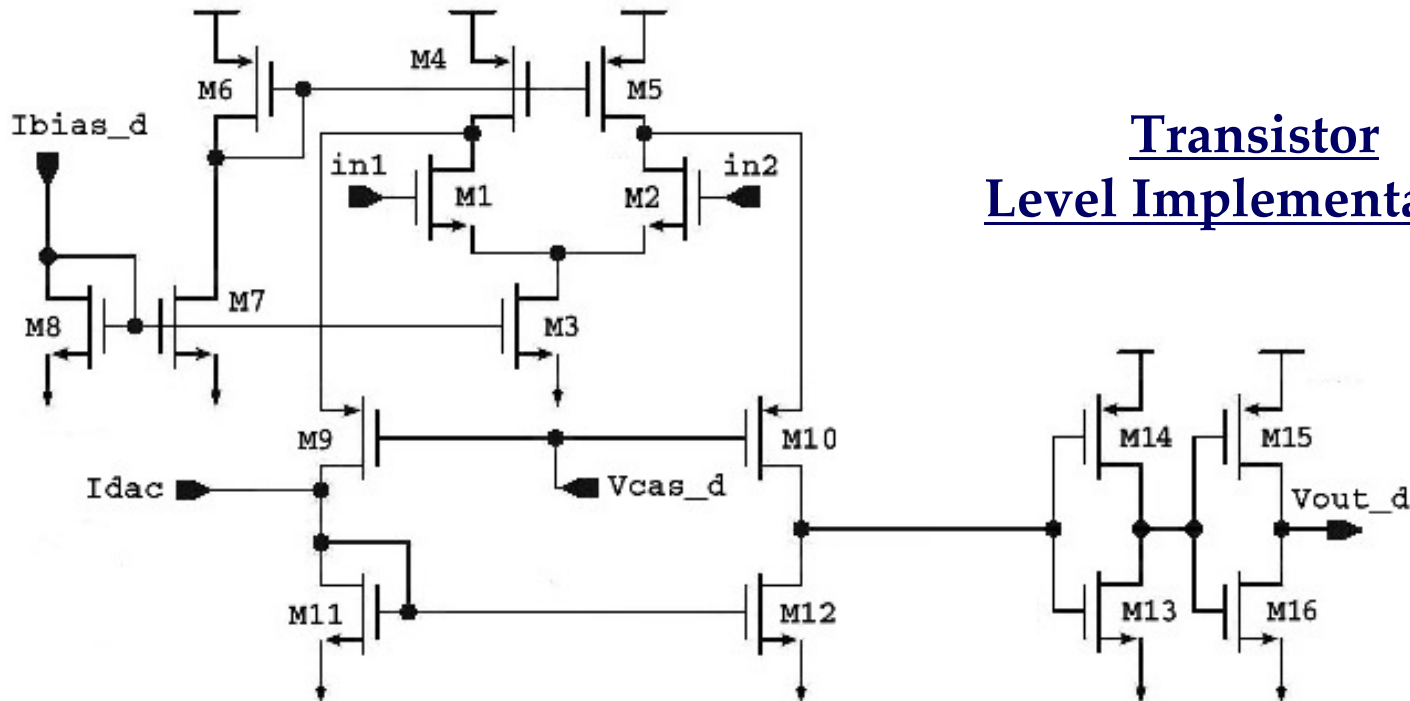 M4
M6
M5
Ibias_d
Transistor
in1
in2
M1
M2
Level Implementa
M7
M8
M3
M9
M10
M14
M15
Idac
Vcas_d
Vout_d
M11
M12
M13
M16